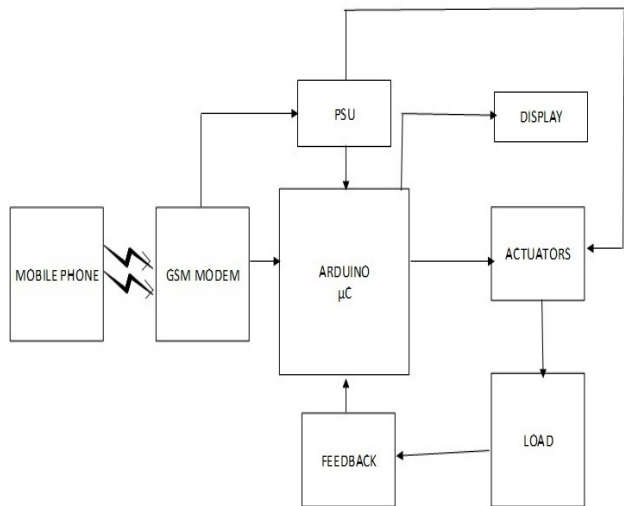 PSU
DISPLAY
MOBILE PHONE
GSM MODEM
ARDUINO
µC
ACTUATORS
FEEDBACK
LOAD